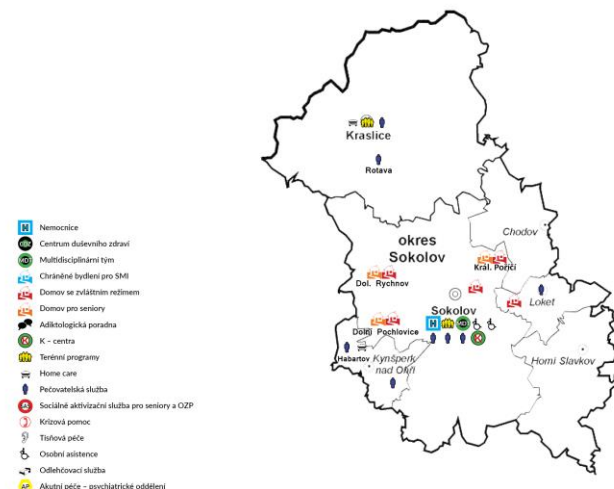 Kraslice
Rotava
Chodov
okres
Sokolov
Král. Poříčí
Dol. Rychnov
Loket
Sokolov
Dolní Pochlovice
Habartov
Kynšperk
nad Ohří
Horní Slavkov
Nemocnice
Centrum duševního zdraví
Multidisciplinární tým
Chráněné bydlení pro SMI
Domov se zvláštním režimem
Domov pro seniory
Adiktologická poradna
K – centra
Terénní programy
Home care
Pečovatelská služba
Sociálně aktivizační služba pro seniory a OZP
Krizová pomoc
Tísňová péče
Osobní asistence
Odlehčovací služba
AP
Akutní péče – psychiatrické oddělení